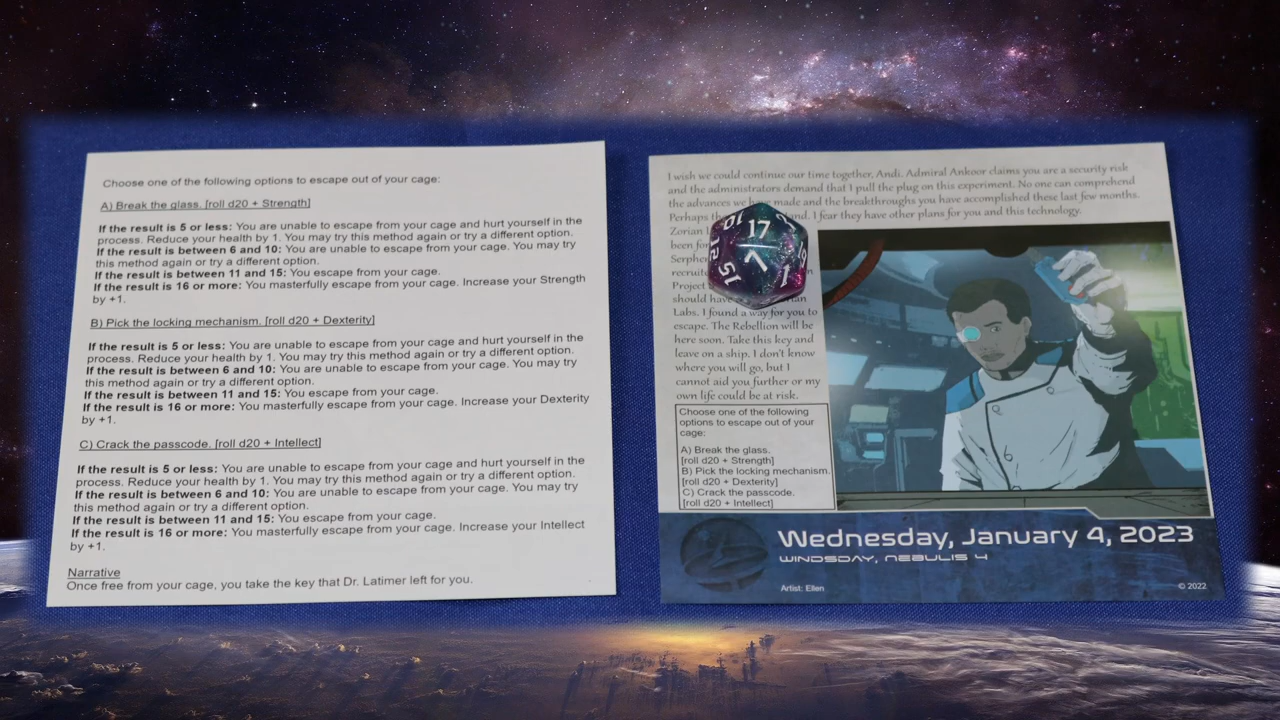 Choose one of the following options to escape out of your cage:
A) Break the glass. [roll d20 + Strength]
If the result is 5 or less: You are unable to escape from your cage and hurt yourself in the
process. Reduce your health by 1. You may try this method again or try a different option.
If the result is between 6 and 10: You are unable to escape from your cage. You may try
this method again or try a different option.
If the result is between 11 and 15: You escape from your cage.
If the result is 16 or more: You masterfully escape from your cage. Increase your Strength
by +1.
B) Pick the locking mechanism. [roll d20 + Dexterity]
If the result is 5 or less: You are unable to escape from your cage and hurt yourself in the
process. Reduce your health by 1. You may try this method again or try a different option.
If the result is between 6 and 10: You are unable to escape from your cage. You may try
this method again or try a different option.
If the result is between 11 and 15: You escape from your cage.
If the result is 16 or more: You masterfully escape from your cage. Increase your Dexterity
by +1.
C) Crack the passcode. [roll d20 + Intellect]
If the result is 5 or less: You are unable to escape from your cage and hurt yourself in the
process. Reduce your health by 1. You may try this method again or try a different option.
If the result is between 6 and 10: You are unable to escape from your cage. You may try
this method again or try a different option.
If the result is between 11 and 15: You escape from your cage.
If the result is 16 or more: You masterfully escape from your cage. Increase your Intellect
by +1.
Narrative
Once free from your cage, you take the key that Dr. Latimer left for you.
I wish we could continue our time together, Andi. Admiral Ankoor claims you are a security risk
and the administrators demand that I pull the plug on this experiment. No one can comprehend
the advances we have made and the breakthroughs you have accomplished these last few months.
Perhaps I fear they have other plans for you and this technology.
Zorian
been
Project
should have
Labs. I found a way for you to
escape. The Rebellion will be
here soon. Take this key and
leave on a ship. I don't know
where you will go, but I
cannot aid you further or my
own life could be at risk.
Choose one of the following
options to escape out of your
cage:
A) Break the glass.
[roll d20 + Strength]
B) Pick the locking mechanism.
[roll d20 + Dexterity]
C) Crack the passcode.
[roll d20 + Intellect]
10
17
7
1
15
12
Wednesday, January 4, 2023
WINDSDAY, NEBULIS 4
Artist: Ellen
© 2022